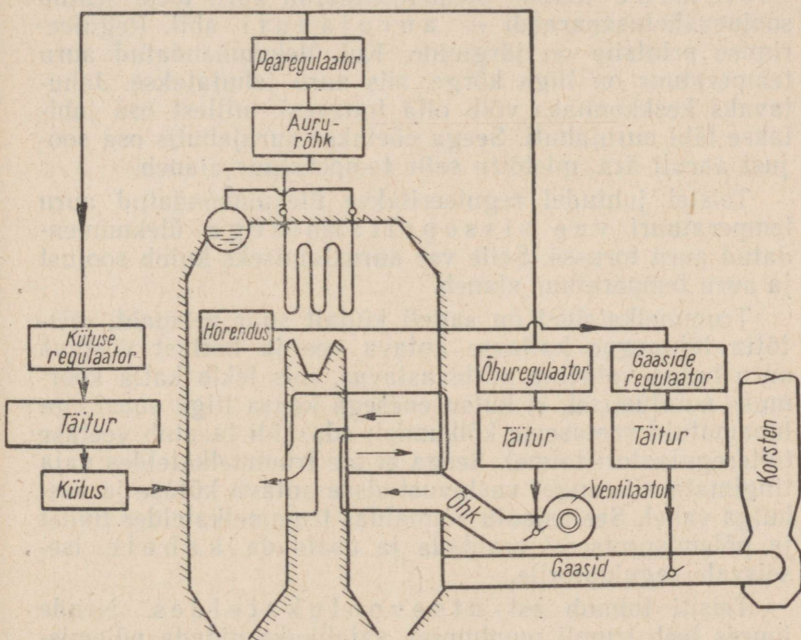 Pearegulaator
Auru-
rõhk
Hõrendus
Kütuse
regulaator
Täitur
Kütus
Õhuregulaator
Gaaside
regulaator
Täitur
Täitur
Korsten
Õhk
Ventilaator
Gaasid